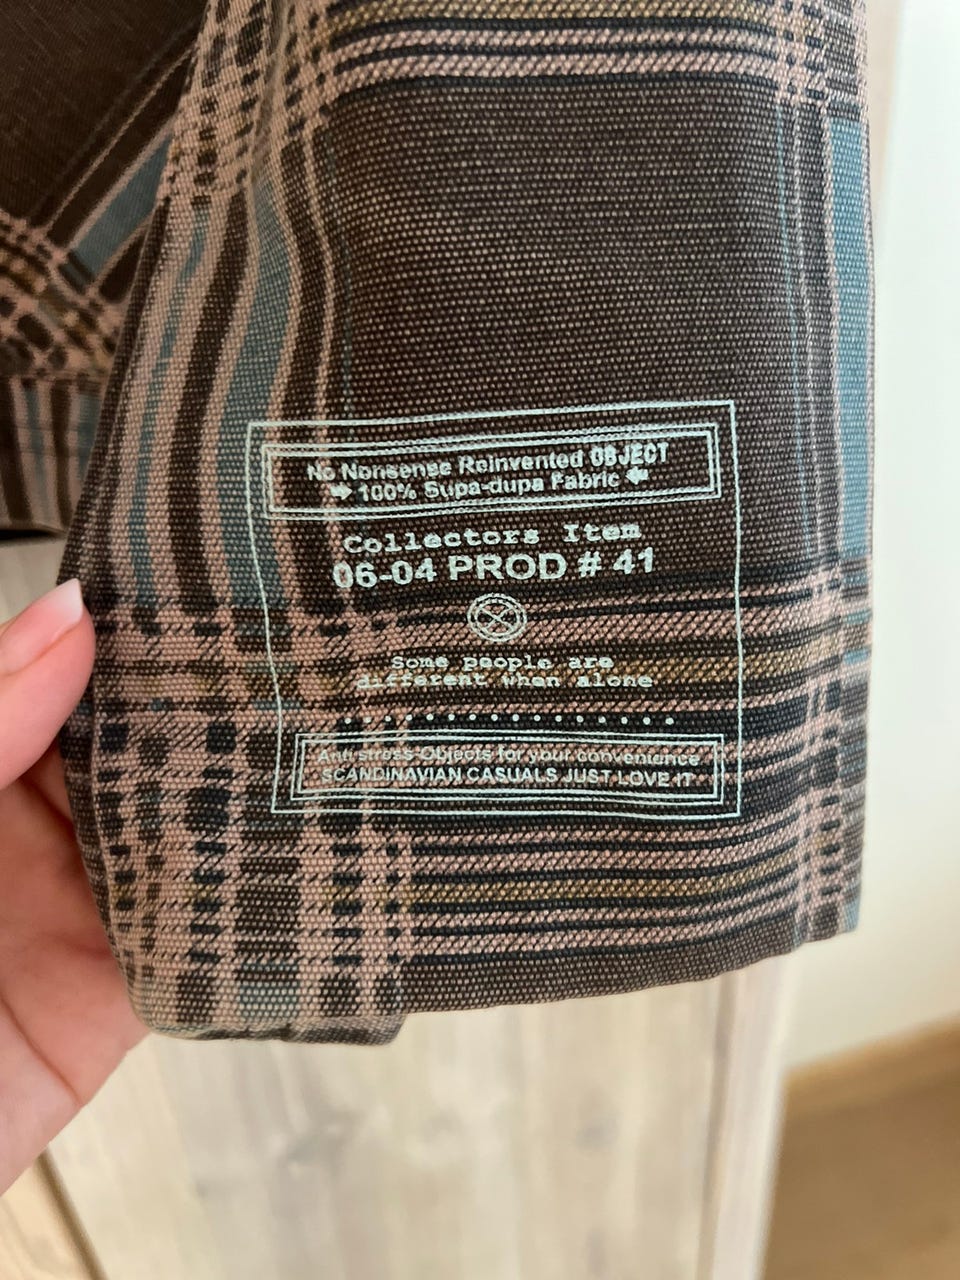 No Nonsense Reinvented OBJECT
100% Supa-dupa Fabric
Collectors Item
06-04 PROD # 41
Some people are
different when alone
Anti stress Objects for your convenience
SCANDINAVIAN CASUALS JUST LOVE IT